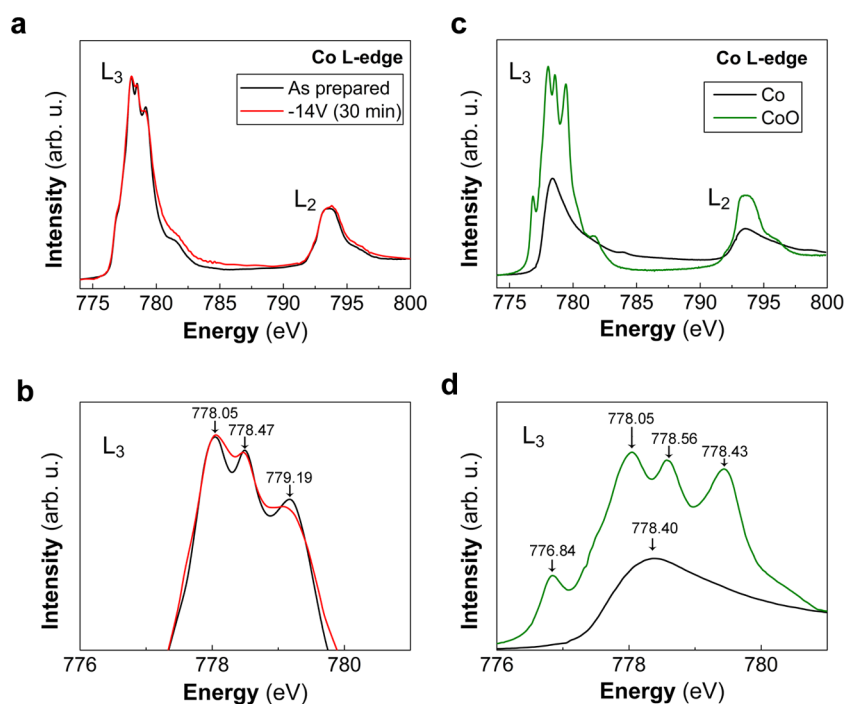 a
Co L-edge
L3
As prepared
-14V (30 min)
L2
Intensity (arb. u.)
775 780 785 790 795 800
Energy (eV)
c
Co L-edge
L3
Co
CoO
L2
Intensity (arb. u.)
775 780 785 790 795 800
Energy (eV)
b
778.05
778.47
779.19
L3
Intensity (arb. u.)
776 778 780
Energy (eV)
d
778.05
778.56
778.43
L3
778.40
776.84
Intensity (arb. u.)
776 778 780
Energy (eV)